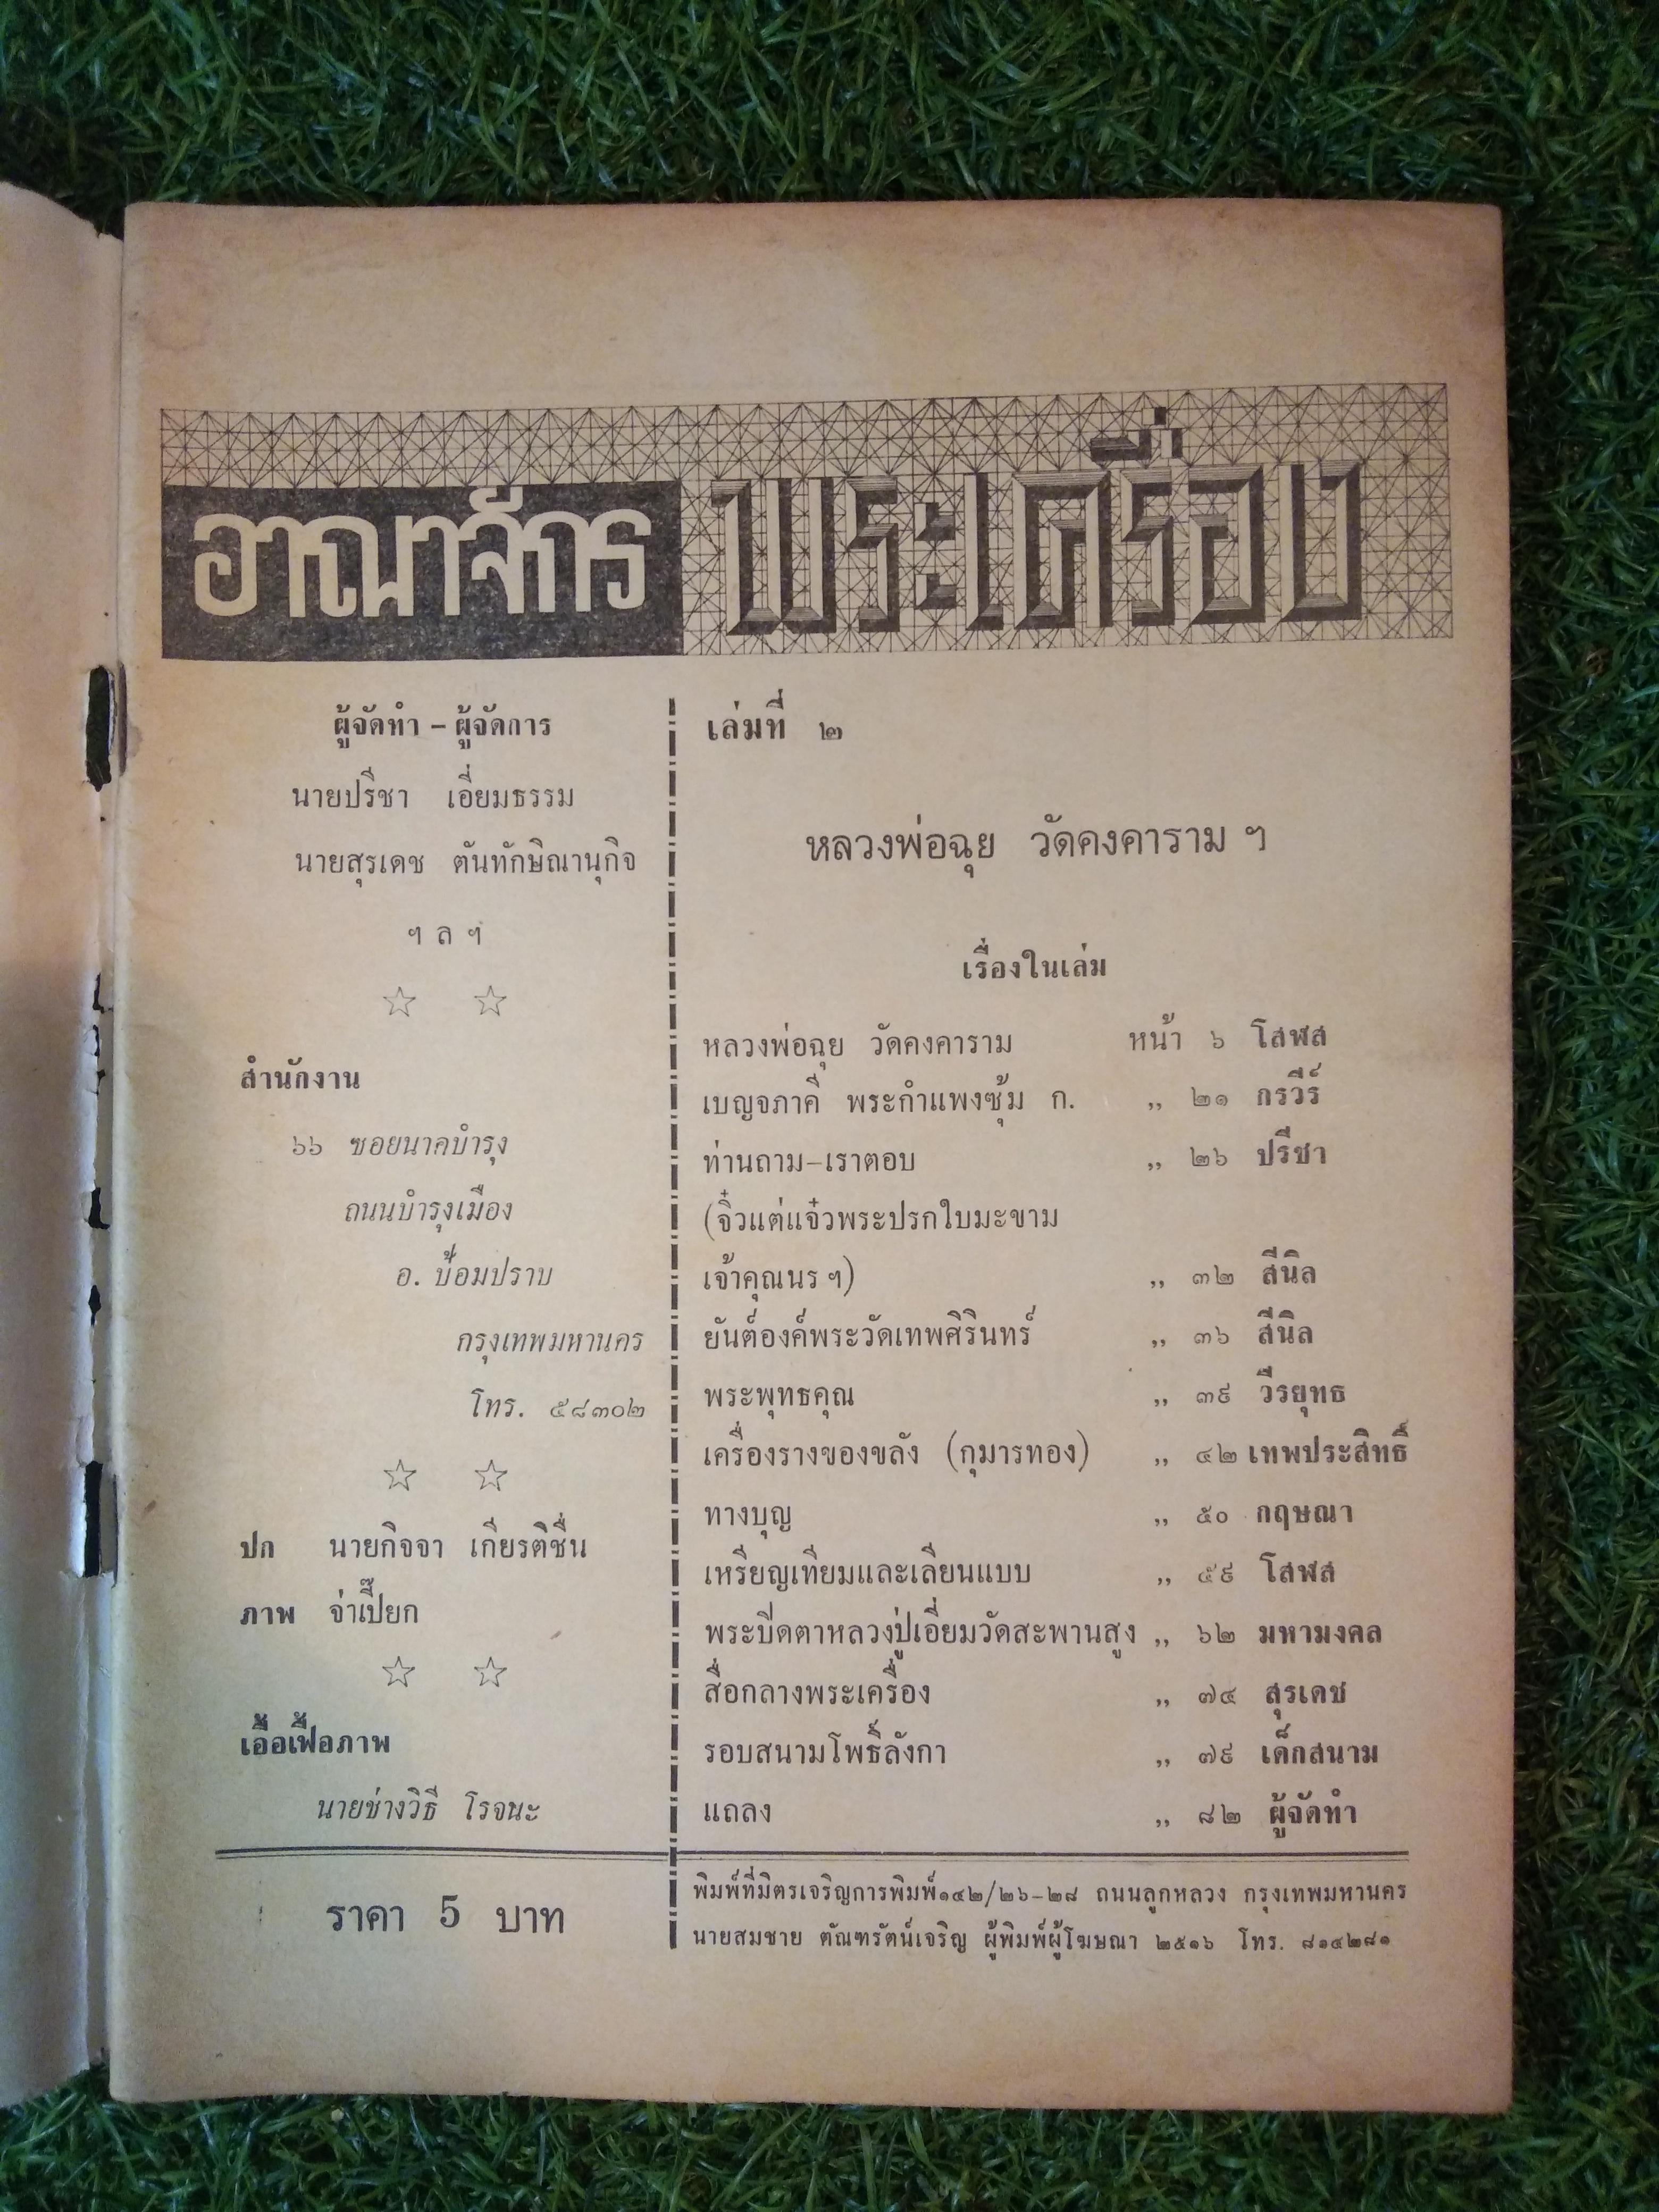 อาณาจักร พระเครื่อง
ผู้จัดทำ – ผู้จัดการ
นายปรีชา เอี่ยมธรรม
นายสุรเดช ตันทักษิณานุกิจ
ฯ ล ฯ
☆ ☆
สำนักงาน
๖๖ ซอยนาคบำรุง
ถนนบำรุงเมือง
อ. ป้อมปราบ
กรุงเทพมหานคร
โทร. ๕๘๓๐๒
☆ ☆
ปก นายกิจจา เกียรติชื่น
ภาพ จ่าเปี๊ยก
☆ ☆
เอื้อเฟื้อภาพ
นายช่างวิธี โรจนะ
ราคา 5 บาท
เล่มที่ ๒
หลวงพ่อฉุย วัดคงคาราม ฯ
เรื่องในเล่ม
หลวงพ่อฉุย วัดคงคาราม หน้า ๖ โสฬส
เบญจภาคี พระกำแพงซุ้ม ก. ,, ๒๑ กรวีร์
ท่านถาม–เราตอบ ,, ๒๖ ปรีชา
(จิ๋วแต่แจ๋วพระปรกใบมะขาม
เจ้าคุณนร ฯ) ,, ๓๒ สีนิล
ยันต์องค์พระวัดเทพศิรินทร์ ,, ๓๖ สีนิล
พระพุทธคุณ ,, ๓๙ วีรยุทธ
เครื่องรางของขลัง (กุมารทอง) ,, ๔๒ เทพประสิทธิ์
ทางบุญ ,, ๕๐ กฤษณา
เหรียญเทียมและเลียนแบบ ,, ๕๙ โสฬส
พระปิดตาหลวงปู่เอี่ยมวัดสะพานสูง ,, ๖๒ มหามงคล
สื่อกลางพระเครื่อง ,, ๗๔ สุรเดช
รอบสนามโพธิ์ลังกา ,, ๗๙ เด็กสนาม
แถลง ,, ๘๒ ผู้จัดทำ
พิมพ์ที่มิตรเจริญการพิมพ์๑๔๒/๒๖–๒๘ ถนนลูกหลวง กรุงเทพมหานคร
นายสมชาย ตัณฑรัตน์เจริญ ผู้พิมพ์ผู้โฆษณา ๒๕๑๖ โทร. ๘๑๔๒๘๑